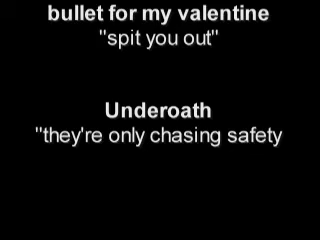 bullet for my valentine
"spit you out"
Underoath
"they're only chasing safety